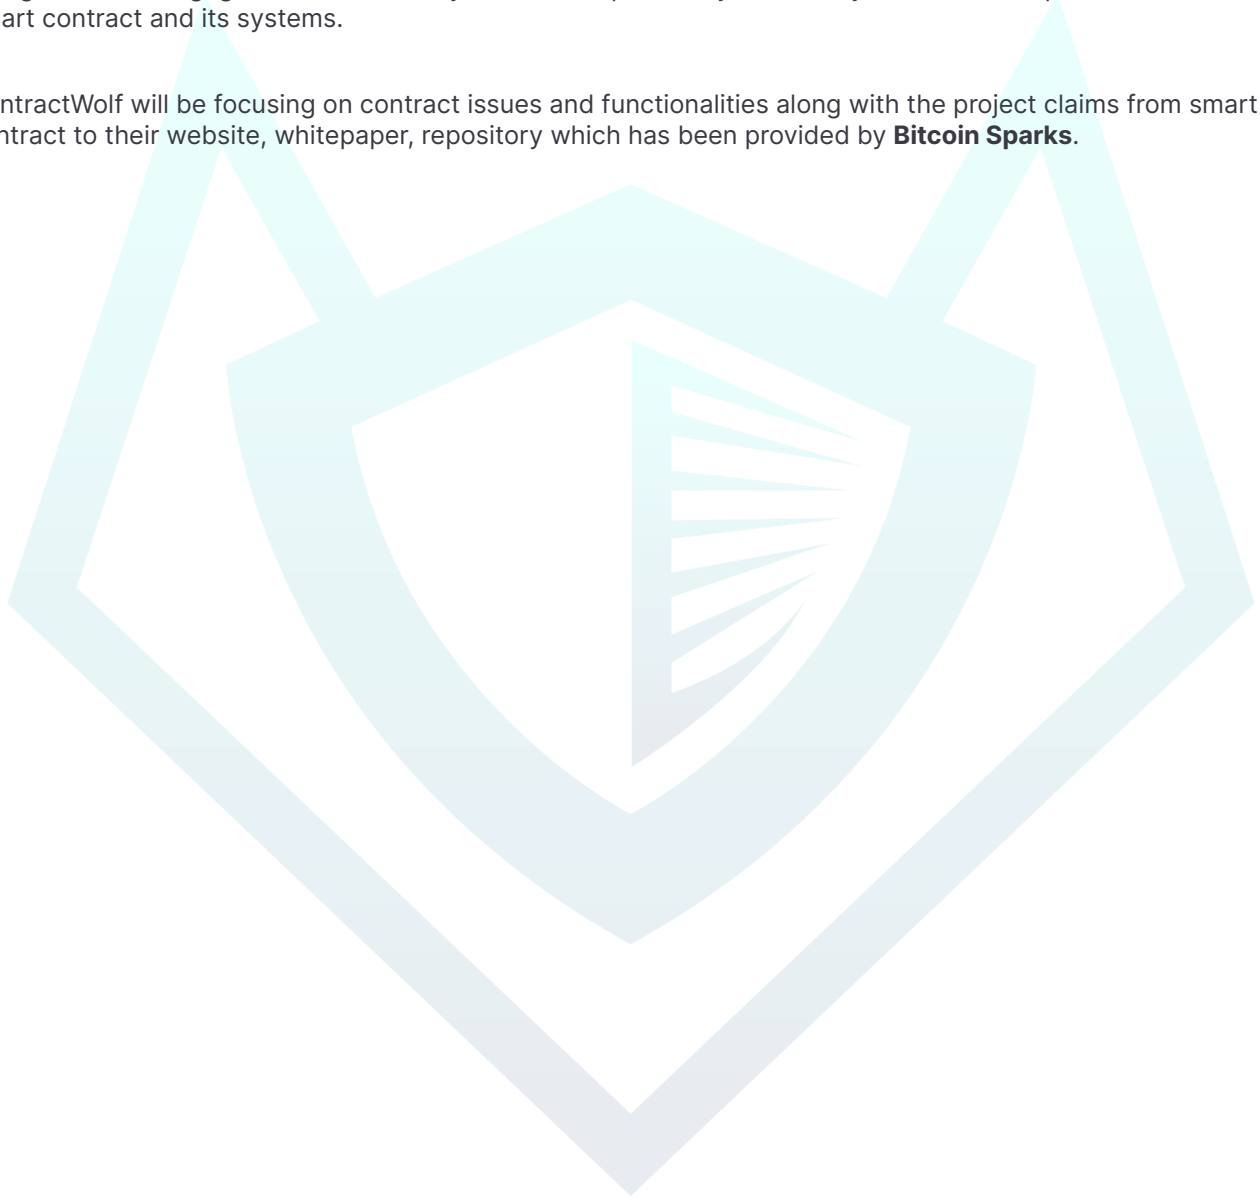 art contract and its systems.
ntractWolf will be focusing on contract issues and functionalities along with the project claims from smart
ntract to their website, whitepaper, repository which has been provided by Bitcoin Sparks.